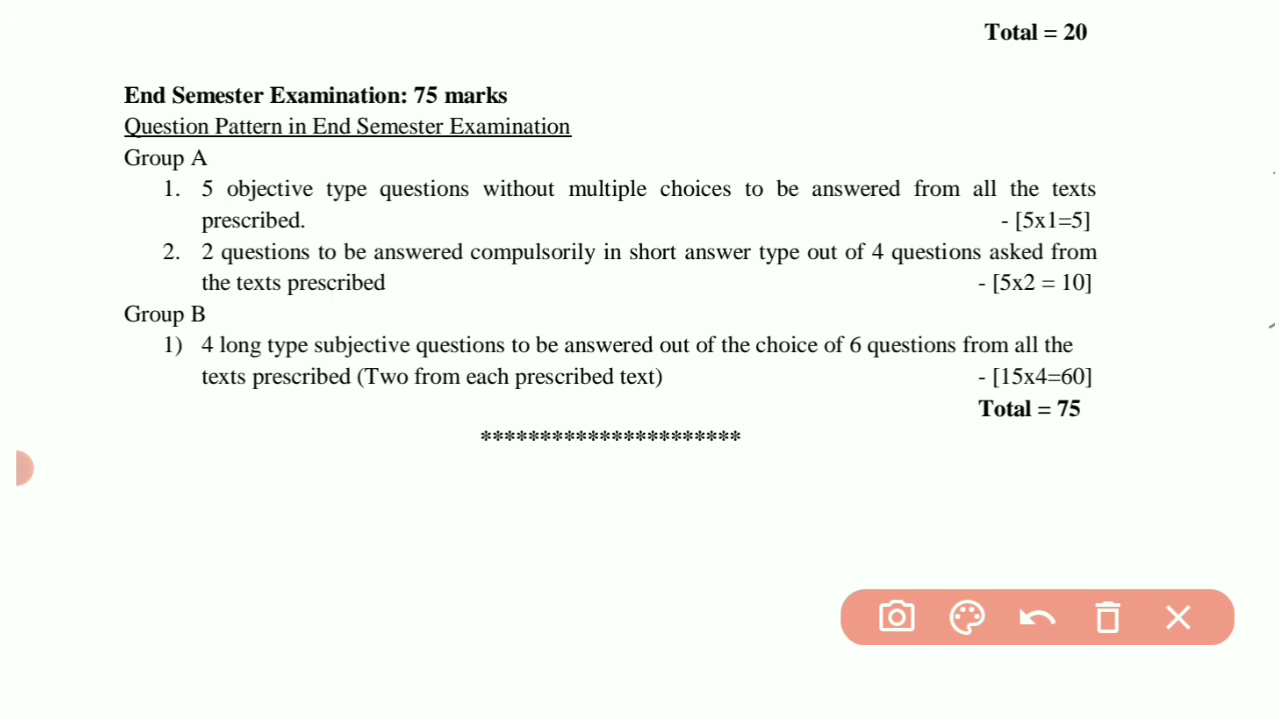 Total = 20
End Semester Examination: 75 marks
Question Pattern in End Semester Examination
Group A
1. 5 objective type questions without multiple choices to be answered from all the texts
prescribed. - [5x1=5]
2. 2 questions to be answered compulsorily in short answer type out of 4 questions asked from
the texts prescribed - [5x2 = 10]
Group B
1) 4 long type subjective questions to be answered out of the choice of 6 questions from all the
texts prescribed (Two from each prescribed text) - [15x4=60]
Total = 75
**********************